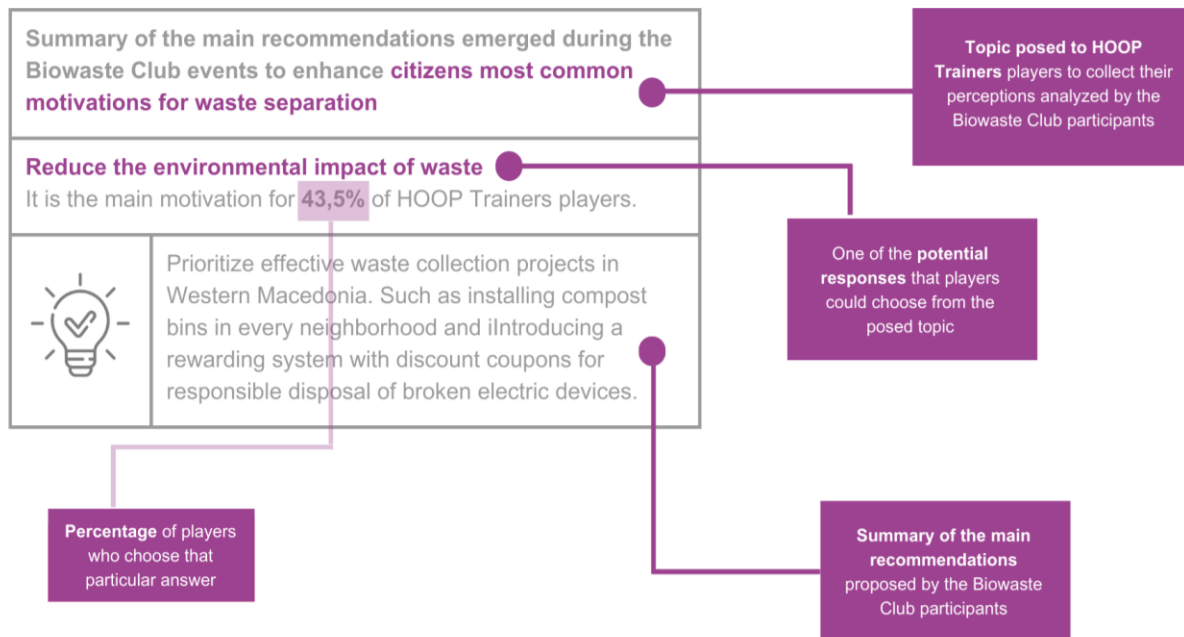 Summary of the main recommendations emerged during the
Biowaste Club events to enhance citizens most common
motivations for waste separation
Topic posed to HOOP
Trainers players to collect their
perceptions analyzed by the
Biowaste Club participants
Reduce the environmental impact of waste
It is the main motivation for 43,5% of HOOP Trainers players.
One of the potential
responses that players
could choose from the
posed topic
Prioritize effective waste collection projects in
Western Macedonia. Such as installing compost
bins in every neighborhood and iIntroducing a
rewarding system with discount coupons for
responsible disposal of broken electric devices.
Percentage of players
who choose that
particular answer
Summary of the main
recommendations
proposed by the Biowaste
Club participants